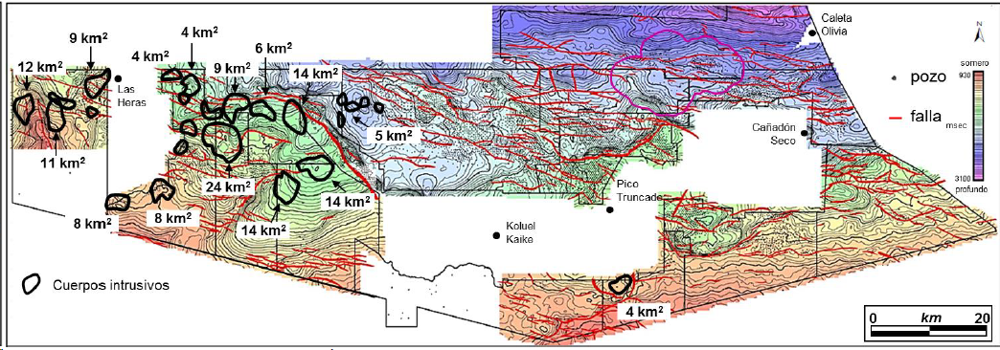 9 km²
4 km²
4 km²
6 km²
12 km²
9 km²
14 km²
Las
Heras
5 km²
11 km²
24 km²
14 km²
8 km²
8 km²
14 km²
Cuerpos intrusivos
Koluel
Kaike
Pico
Truncado
4 km²
Caleta
Olivia
Cañadón
Seco
N
somero
930
pozo
falla
msec
3100
profundo
0 km 20